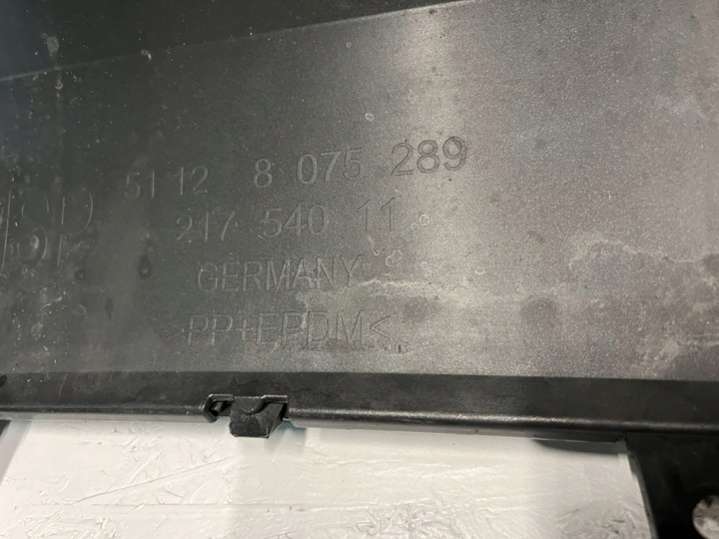 51 12 8 075 289
217 540 11
GERMANY
>PP+EPDM<